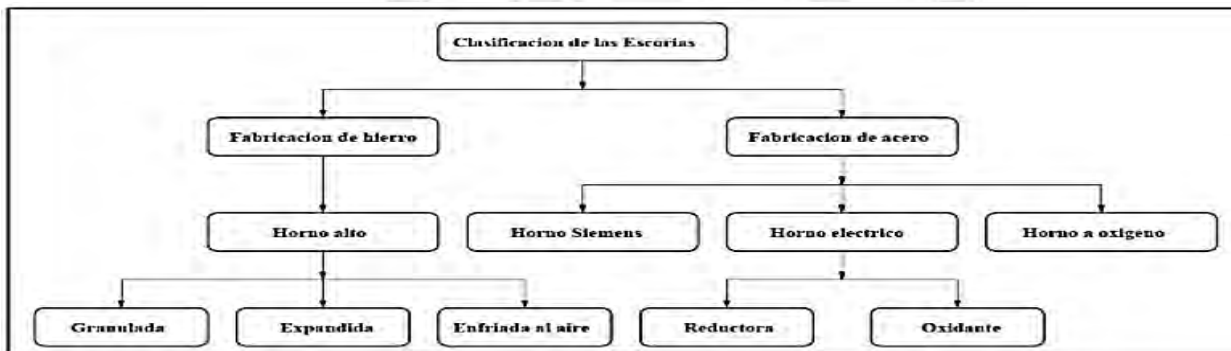 Clasificacion de las Escorias
Fabricacion de hierro
Fabricacion de acero
Horno alto
Horno Siemens
Horno electrico
Horno a oxigeno
Granulada
Expandida
Enfriada al aire
Reductora
Oxidante